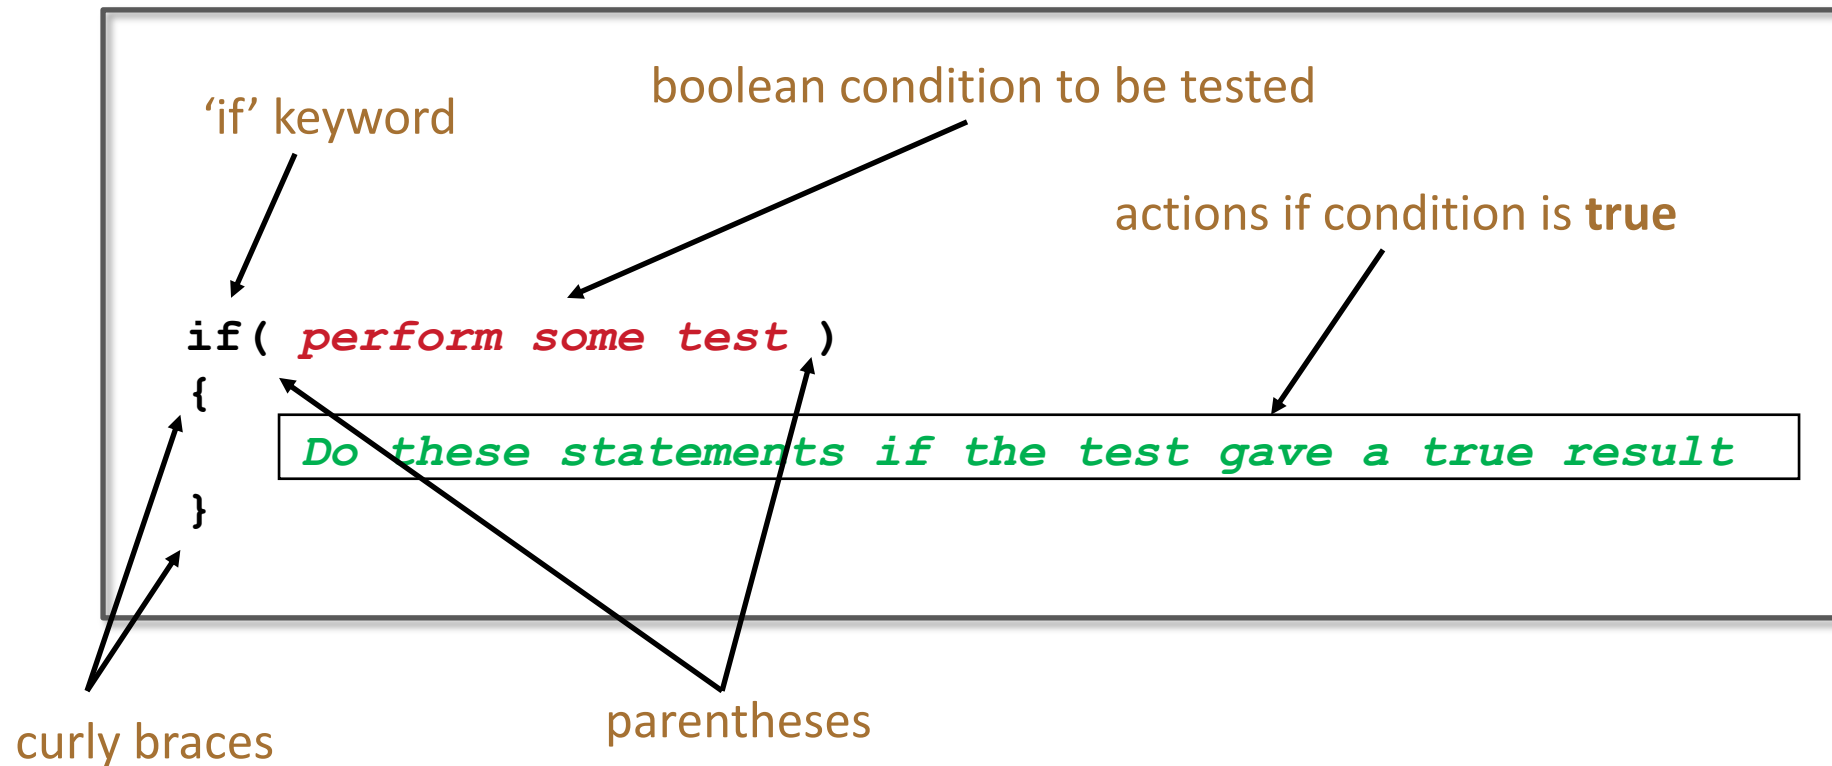 boolean condition to be tested
‘if’ keyword
actions if condition is true
if( perform some test )
{
Do these statements if the test gave a true result
}
parentheses
curly braces